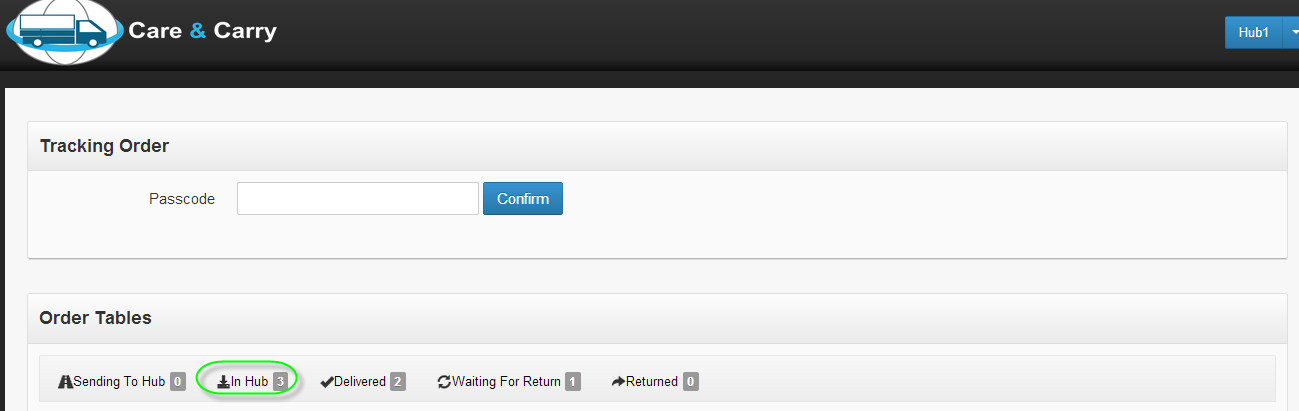 Care & Carry
Hub1
Tracking Order
Passcode
Confirm
Order Tables
Sending To Hub 0 In Hub 3 Delivered 2 Waiting For Return 1 Returned 0